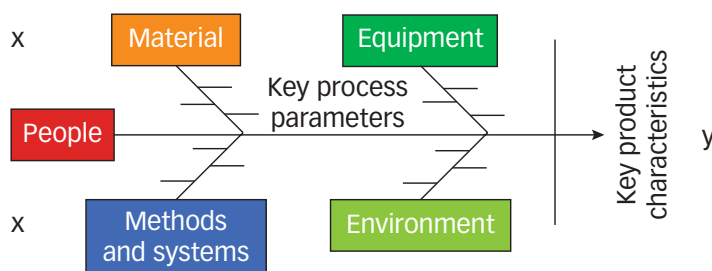 x
Material
Equipment
Key process
parameters
People
Key product
characteristics
y
x
Methods
and systems
Environment